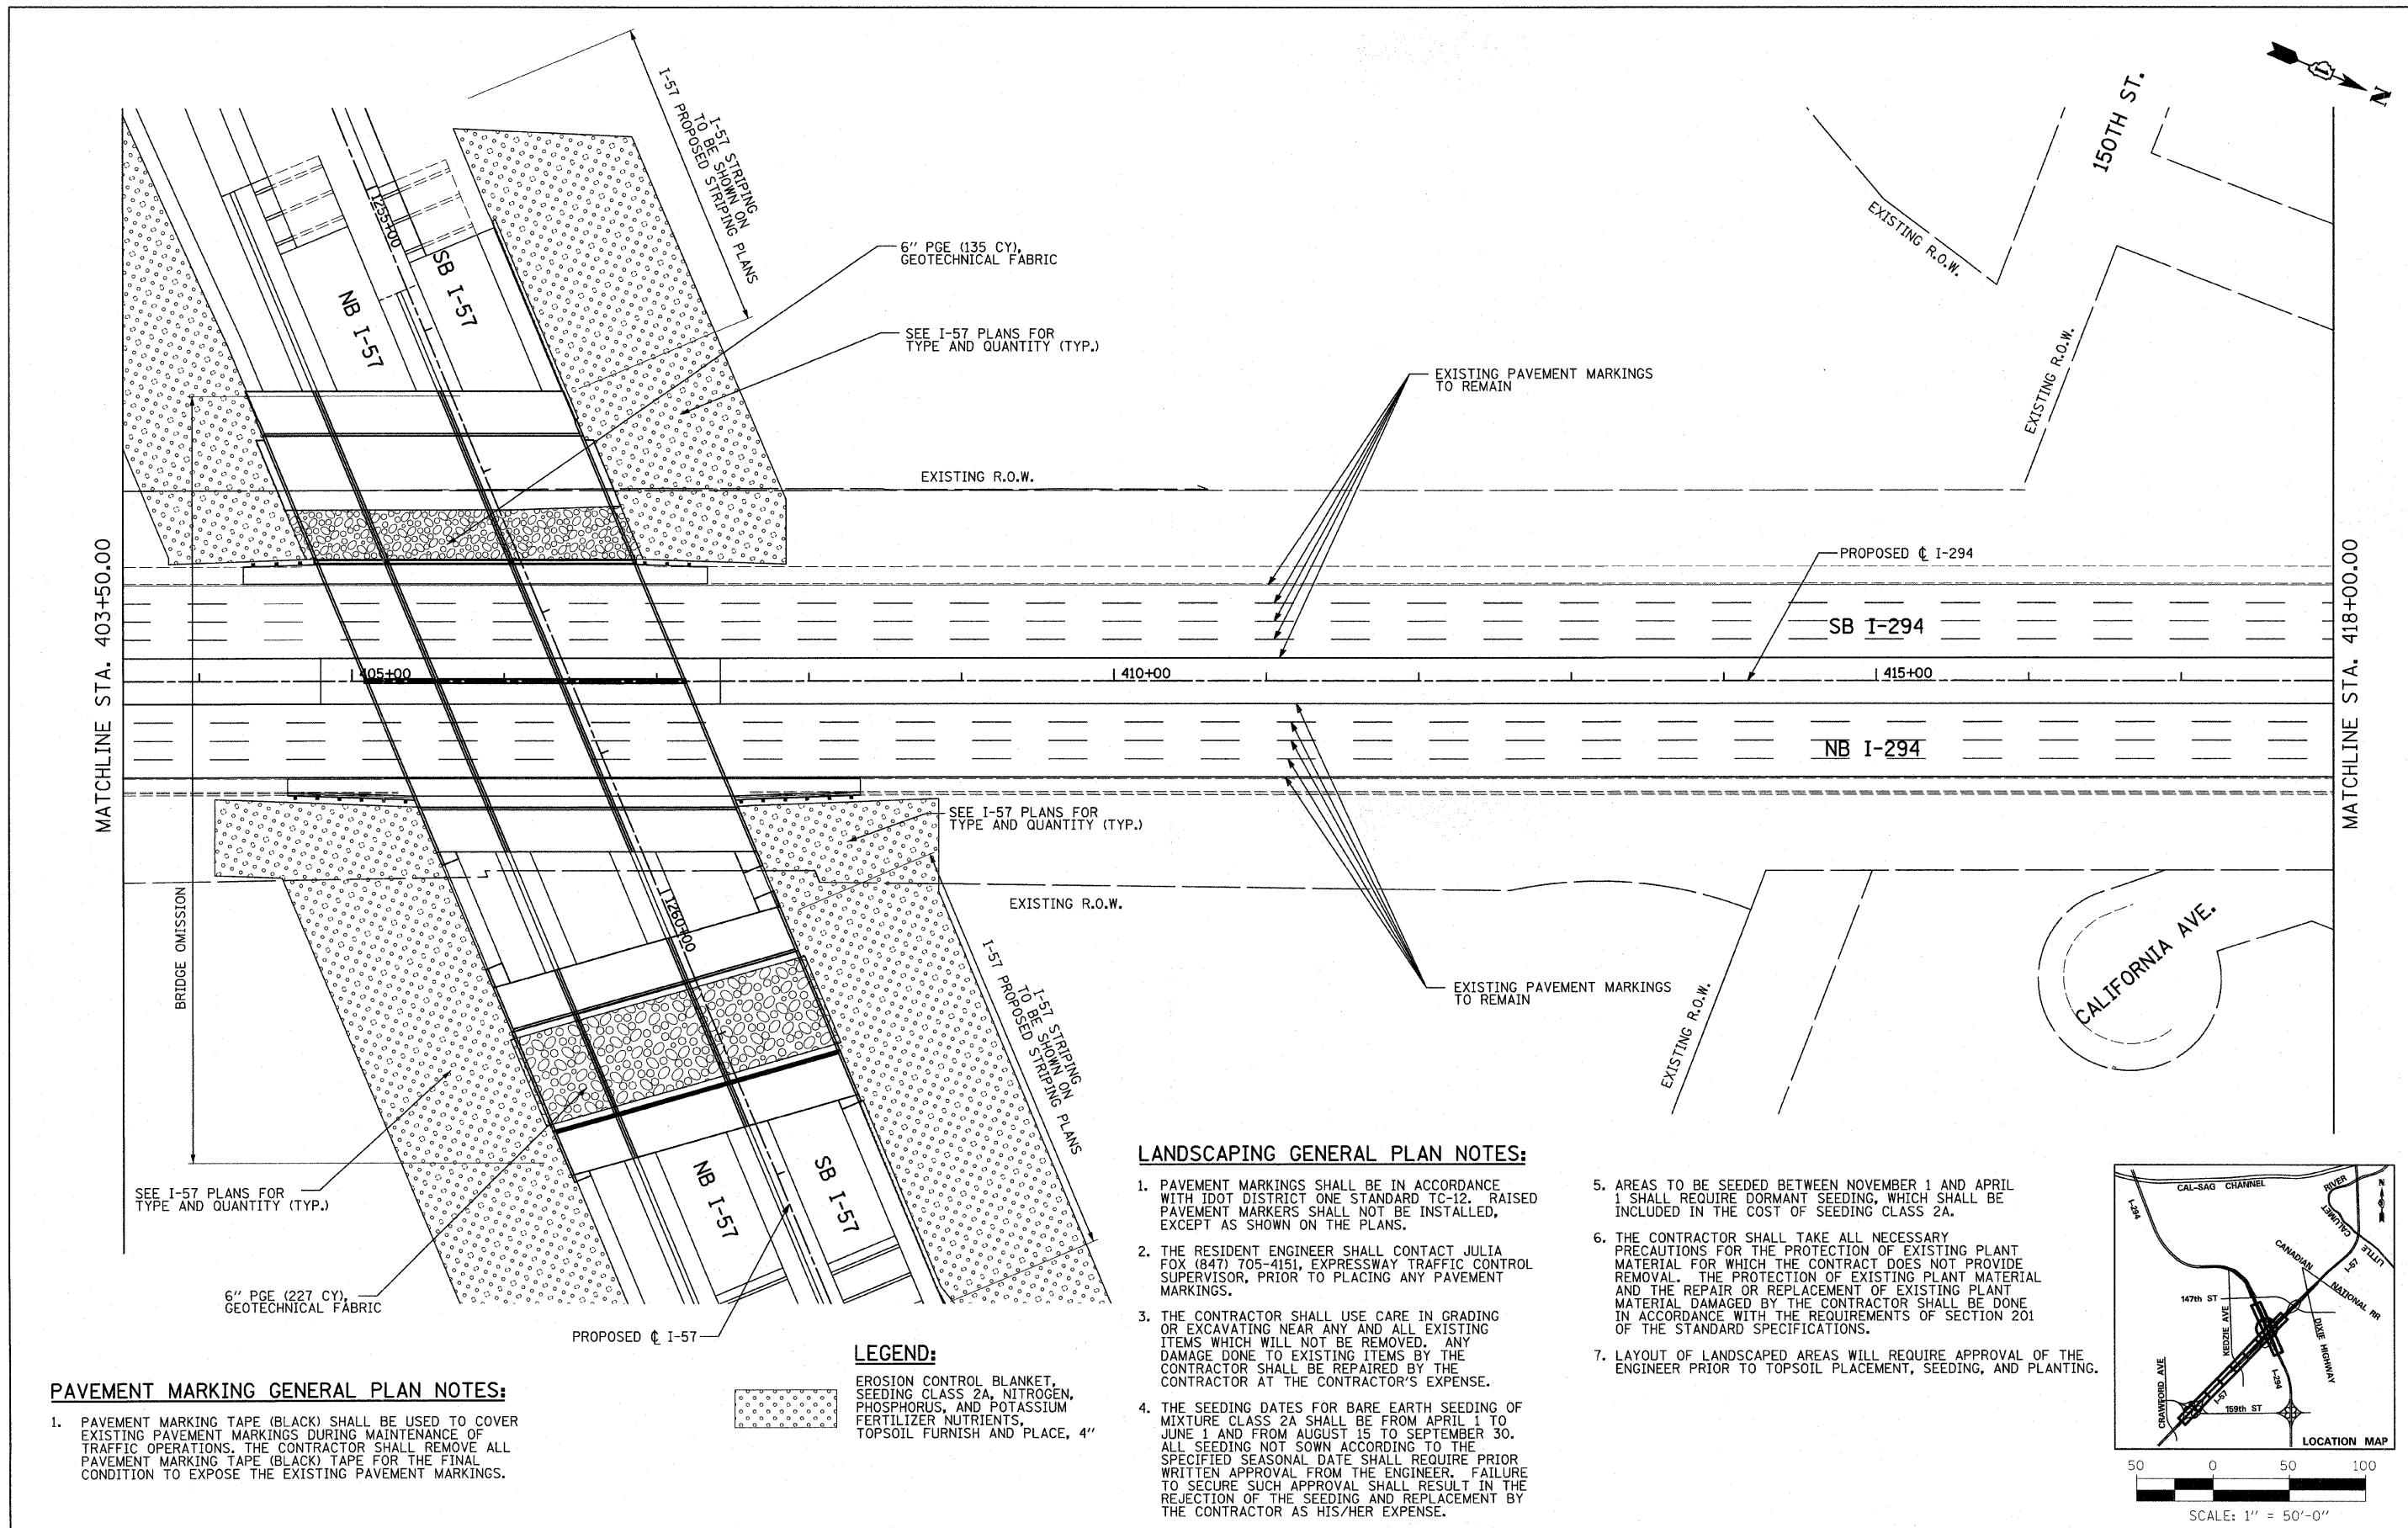 I-57 STRIPING
TO BE SHOWN ON
I-57 PROPOSED STRIPING PLANS
N
150TH ST.
EXISTING R.O.W.
EXISTING R.O.W.
1255+00
SB I-57
NB I-57
6" PGE (135 CY),
GEOTECHNICAL FABRIC
SEE I-57 PLANS FOR
TYPE AND QUANTITY (TYP.)
EXISTING PAVEMENT MARKINGS
TO REMAIN
EXISTING R.O.W.
MATCHLINE STA. 403+50.00
PROPOSED ℄ I-294
MATCHLINE STA. 418+00.00
SB I-294
405+00
410+00
415+00
NB I-294
SEE I-57 PLANS FOR
TYPE AND QUANTITY (TYP.)
BRIDGE OMISSION
1260+00
EXISTING R.O.W.
I-57 STRIPING
TO BE SHOWN ON
I-57 PROPOSED STRIPING PLANS
EXISTING PAVEMENT MARKINGS
TO REMAIN
EXISTING R.O.W.
CALIFORNIA AVE.
SEE I-57 PLANS FOR
TYPE AND QUANTITY (TYP.)
NB I-57
SB I-57
6" PGE (227 CY),
GEOTECHNICAL FABRIC
PROPOSED ℄ I-57
LEGEND:
EROSION CONTROL BLANKET,
SEEDING CLASS 2A, NITROGEN,
PHOSPHORUS, AND POTASSIUM
FERTILIZER NUTRIENTS,
TOPSOIL FURNISH AND PLACE, 4"
PAVEMENT MARKING GENERAL PLAN NOTES:
1. PAVEMENT MARKING TAPE (BLACK) SHALL BE USED TO COVER
EXISTING PAVEMENT MARKINGS DURING MAINTENANCE OF
TRAFFIC OPERATIONS. THE CONTRACTOR SHALL REMOVE ALL
PAVEMENT MARKING TAPE (BLACK) TAPE FOR THE FINAL
CONDITION TO EXPOSE THE EXISTING PAVEMENT MARKINGS.
LANDSCAPING GENERAL PLAN NOTES:
1. PAVEMENT MARKINGS SHALL BE IN ACCORDANCE
WITH IDOT DISTRICT ONE STANDARD TC-12. RAISED
PAVEMENT MARKERS SHALL NOT BE INSTALLED,
EXCEPT AS SHOWN ON THE PLANS.
2. THE RESIDENT ENGINEER SHALL CONTACT JULIA
FOX (847) 705-4151, EXPRESSWAY TRAFFIC CONTROL
SUPERVISOR, PRIOR TO PLACING ANY PAVEMENT
MARKINGS.
3. THE CONTRACTOR SHALL USE CARE IN GRADING
OR EXCAVATING NEAR ANY AND ALL EXISTING
ITEMS WHICH WILL NOT BE REMOVED. ANY
DAMAGE DONE TO EXISTING ITEMS BY THE
CONTRACTOR SHALL BE REPAIRED BY THE
CONTRACTOR AT THE CONTRACTOR'S EXPENSE.
4. THE SEEDING DATES FOR BARE EARTH SEEDING OF
MIXTURE CLASS 2A SHALL BE FROM APRIL 1 TO
JUNE 1 AND FROM AUGUST 15 TO SEPTEMBER 30.
ALL SEEDING NOT SOWN ACCORDING TO THE
SPECIFIED SEASONAL DATE SHALL REQUIRE PRIOR
WRITTEN APPROVAL FROM THE ENGINEER. FAILURE
TO SECURE SUCH APPROVAL SHALL RESULT IN THE
REJECTION OF THE SEEDING AND REPLACEMENT BY
THE CONTRACTOR AS HIS/HER EXPENSE.
5. AREAS TO BE SEEDED BETWEEN NOVEMBER 1 AND APRIL
1 SHALL REQUIRE DORMANT SEEDING, WHICH SHALL BE
INCLUDED IN THE COST OF SEEDING CLASS 2A.
6. THE CONTRACTOR SHALL TAKE ALL NECESSARY
PRECAUTIONS FOR THE PROTECTION OF EXISTING PLANT
MATERIAL FOR WHICH THE CONTRACT DOES NOT PROVIDE
REMOVAL. THE PROTECTION OF EXISTING PLANT MATERIAL
AND THE REPAIR OR REPLACEMENT OF EXISTING PLANT
MATERIAL DAMAGED BY THE CONTRACTOR SHALL BE DONE
IN ACCORDANCE WITH THE REQUIREMENTS OF SECTION 201
OF THE STANDARD SPECIFICATIONS.
7. LAYOUT OF LANDSCAPED AREAS WILL REQUIRE APPROVAL OF THE
ENGINEER PRIOR TO TOPSOIL PLACEMENT, SEEDING, AND PLANTING.
CAL-SAG CHANNEL
RIVER
CALUMET
LITTLE
N
I-294
I-57
CANADIAN
NATIONAL RR
147th ST
KEDZIE AVE
DIXIE HIGHWAY
I-294
I-57
CRAWFORD AVE
159th ST
LOCATION MAP
50 0 50 100
SCALE: 1" = 50'-0"